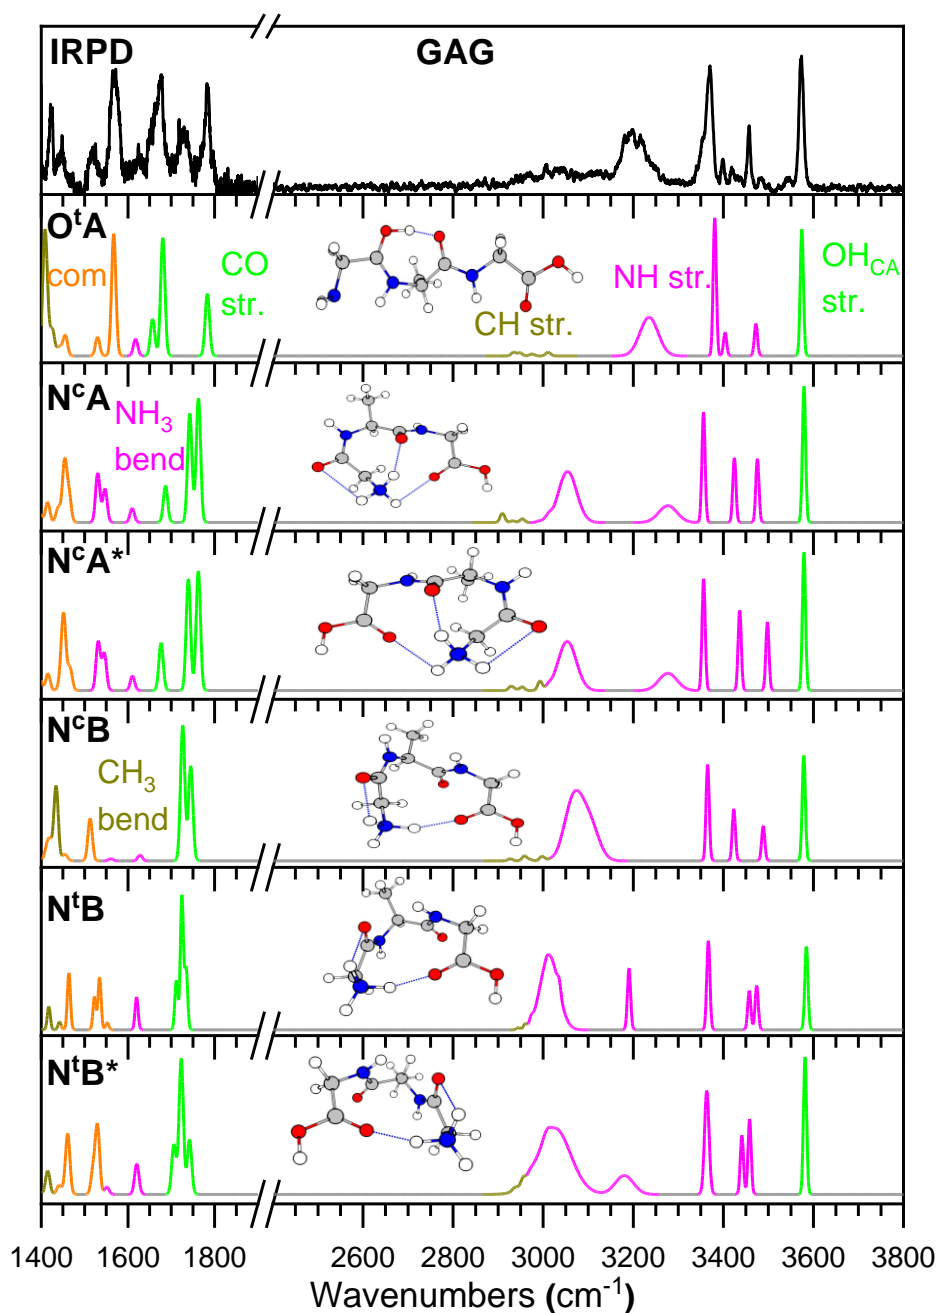 IRPD GAG
OᵗA
com CO str. CH str. NH str. OH_CA str.
NᶜA
NH₃ bend
NᶜA*
NᶜB
CH₃ bend
NᵗB
NᵗB*
1400 1600 1800 2600 2800 3000 3200 3400 3600 3800
Wavenumbers (cm⁻¹)